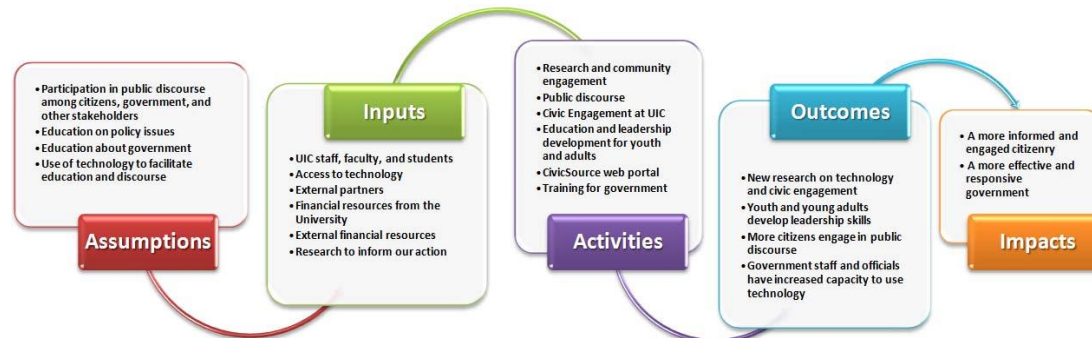 • Participation in public discourse
among citizens, government, and
other stakeholders
• Education on policy issues
• Education about government
• Use of technology to facilitate
education and discourse
Assumptions
Inputs
• UIC staff, faculty, and students
• Access to technology
• External partners
• Financial resources from the
University
• External financial resources
• Research to inform our action
• Research and community
engagement
• Public discourse
• Civic Engagement at UIC
• Education and leadership
development for youth
and adults
• CivicSource web portal
• Training for government
Activities
Outcomes
• New research on technology
and civic engagement
• Youth and young adults
develop leadership skills
• More citizens engage in public
discourse
• Government staff and officials
have increased capacity to use
technology
• A more informed and
engaged citizenry
• A more effective and
responsive
government
Impacts